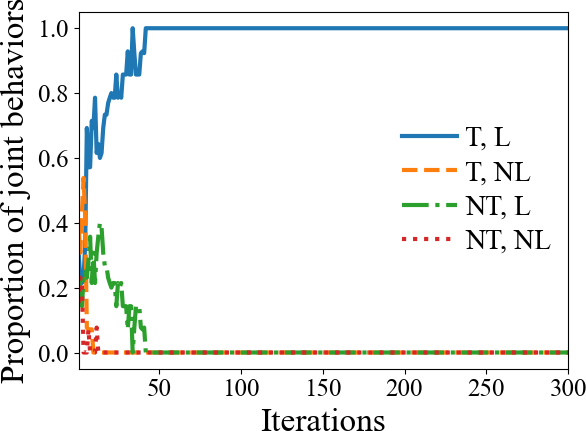 Proportion of joint behaviors
1.0
0.8
0.6
0.4
0.2
0.0
T, L
T, NL
NT, L
NT, NL
50 100 150 200 250 300
Iterations